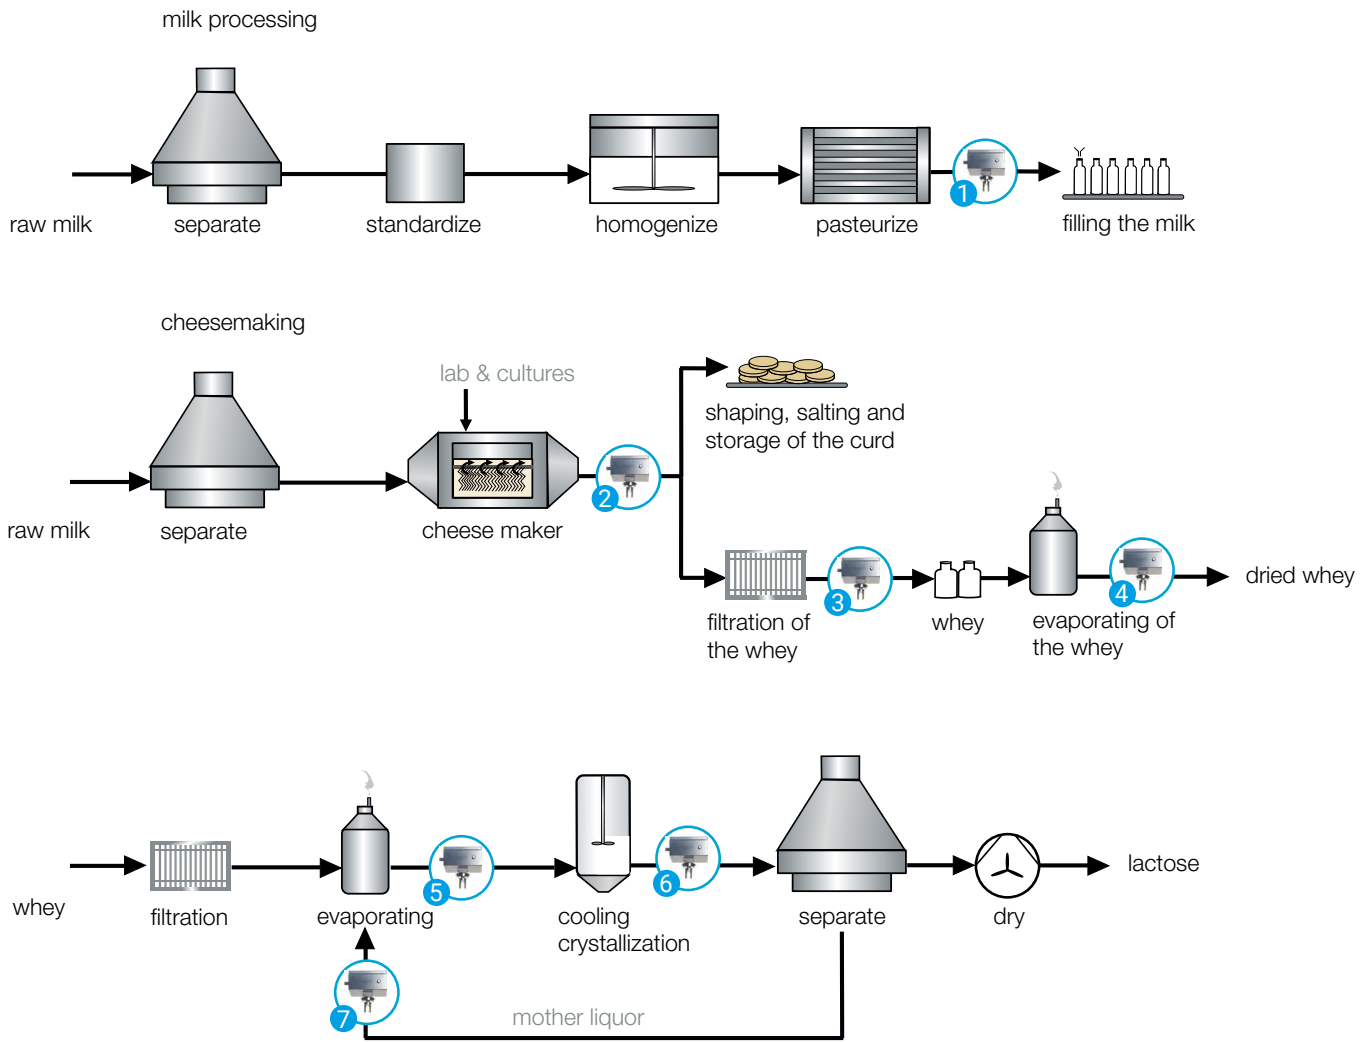 milk processing
1
raw milk
separate
standardize
homogenize
pasteurize
filling the milk
cheesemaking
lab & cultures
shaping, salting and
storage of the curd
2
raw milk
separate
cheese maker
3
4
dried whey
filtration of
the whey
whey
evaporating of
the whey
5
6
lactose
whey
filtration
evaporating
cooling
crystallization
separate
dry
7
mother liquor